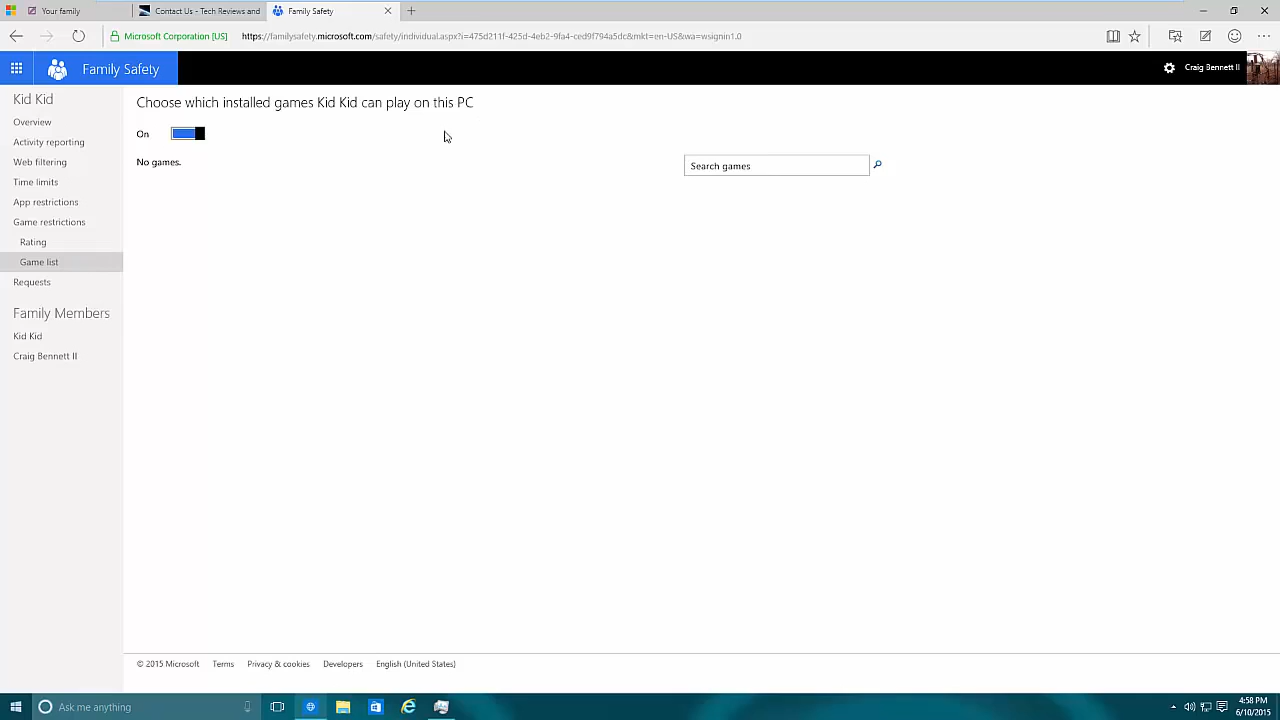 Your family
Contact Us - Tech Reviews and
Family Safety
Microsoft Corporation [US]
https://familysafety.microsoft.com/safety/individual.aspx?i=475d211f-425d-4eb2-9fa4-ced9f794a5dc&mkt=en-US&wa=wsignin1.0
Family Safety
Craig Bennett II
Kid Kid
Overview
Activity reporting
Web filtering
Time limits
App restrictions
Game restrictions
Rating
Game list
Requests
Family Members
Kid Kid
Craig Bennett II
Choose which installed games Kid Kid can play on this PC
On
No games.
Search games
© 2015 Microsoft
Terms
Privacy & cookies
Developers
English (United States)
Ask me anything
4:58 PM
6/10/2015